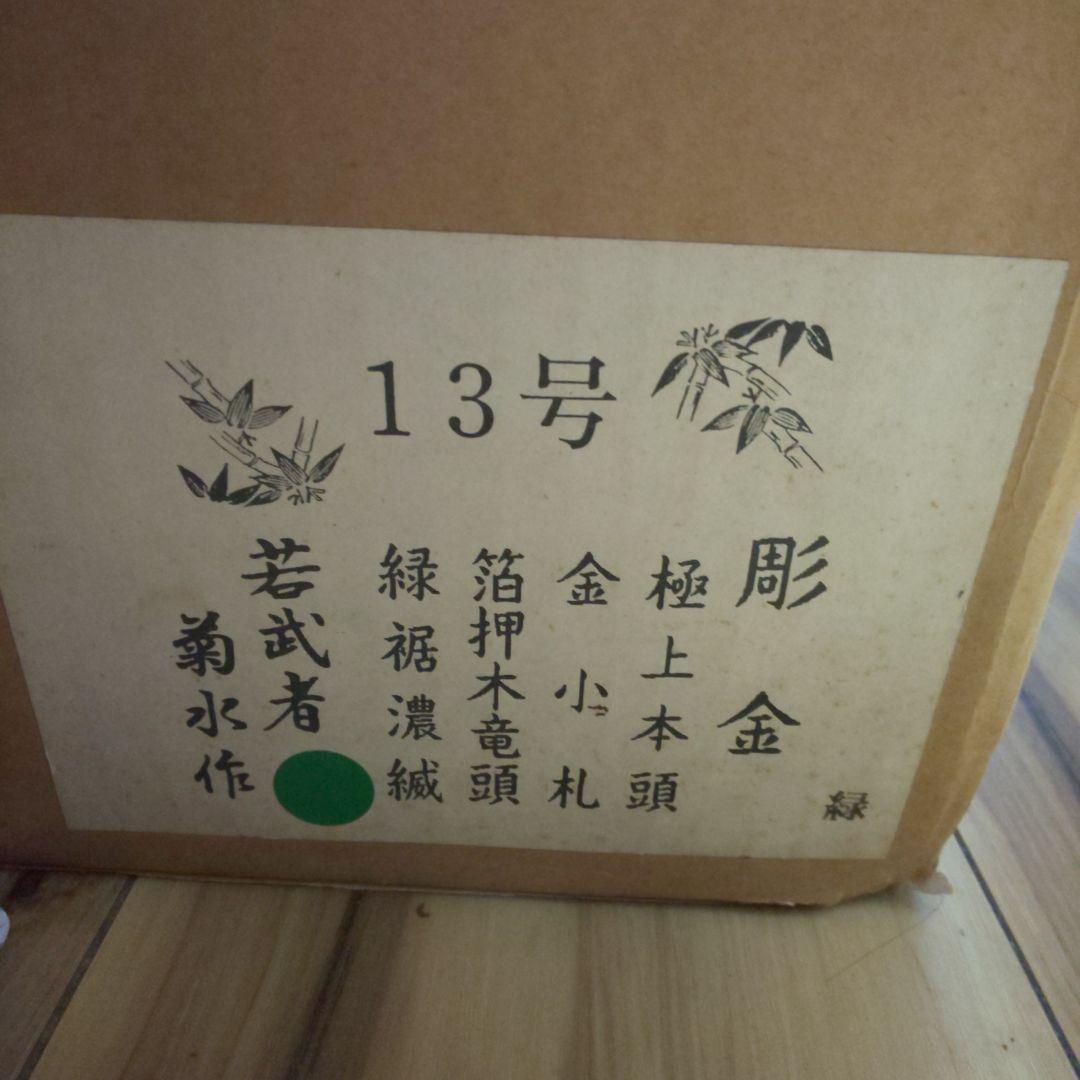 13号
彫金
極上本頭
金小札
箔押木竜頭
緑裾濃縅
若武者
菊水作
緑